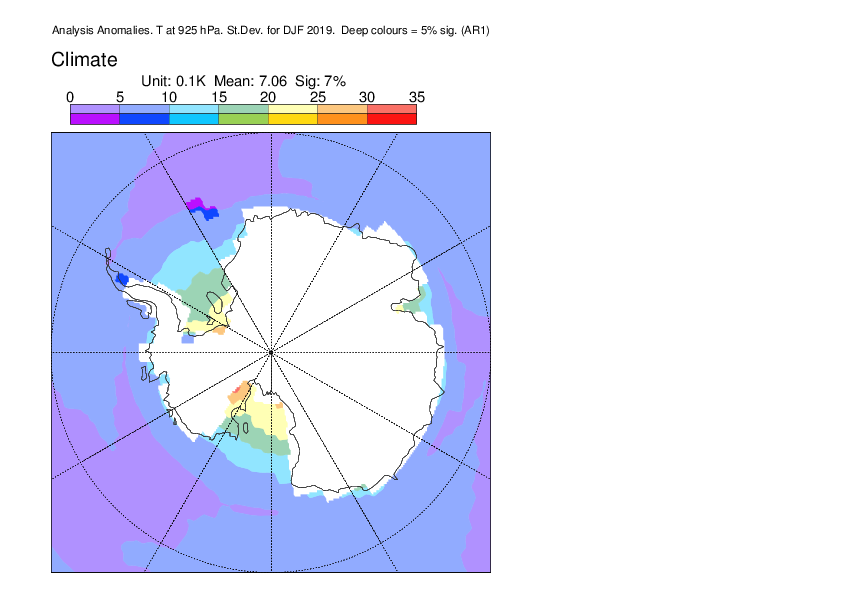 Analysis Anomalies. T at 925 hPa. St.Dev. for DJF 2019.  Deep colours = 5% sig. (AR1)
Climate
Unit: 0.1K  Mean: 7.06  Sig: 7%
0 5 10 15 20 25 30 35